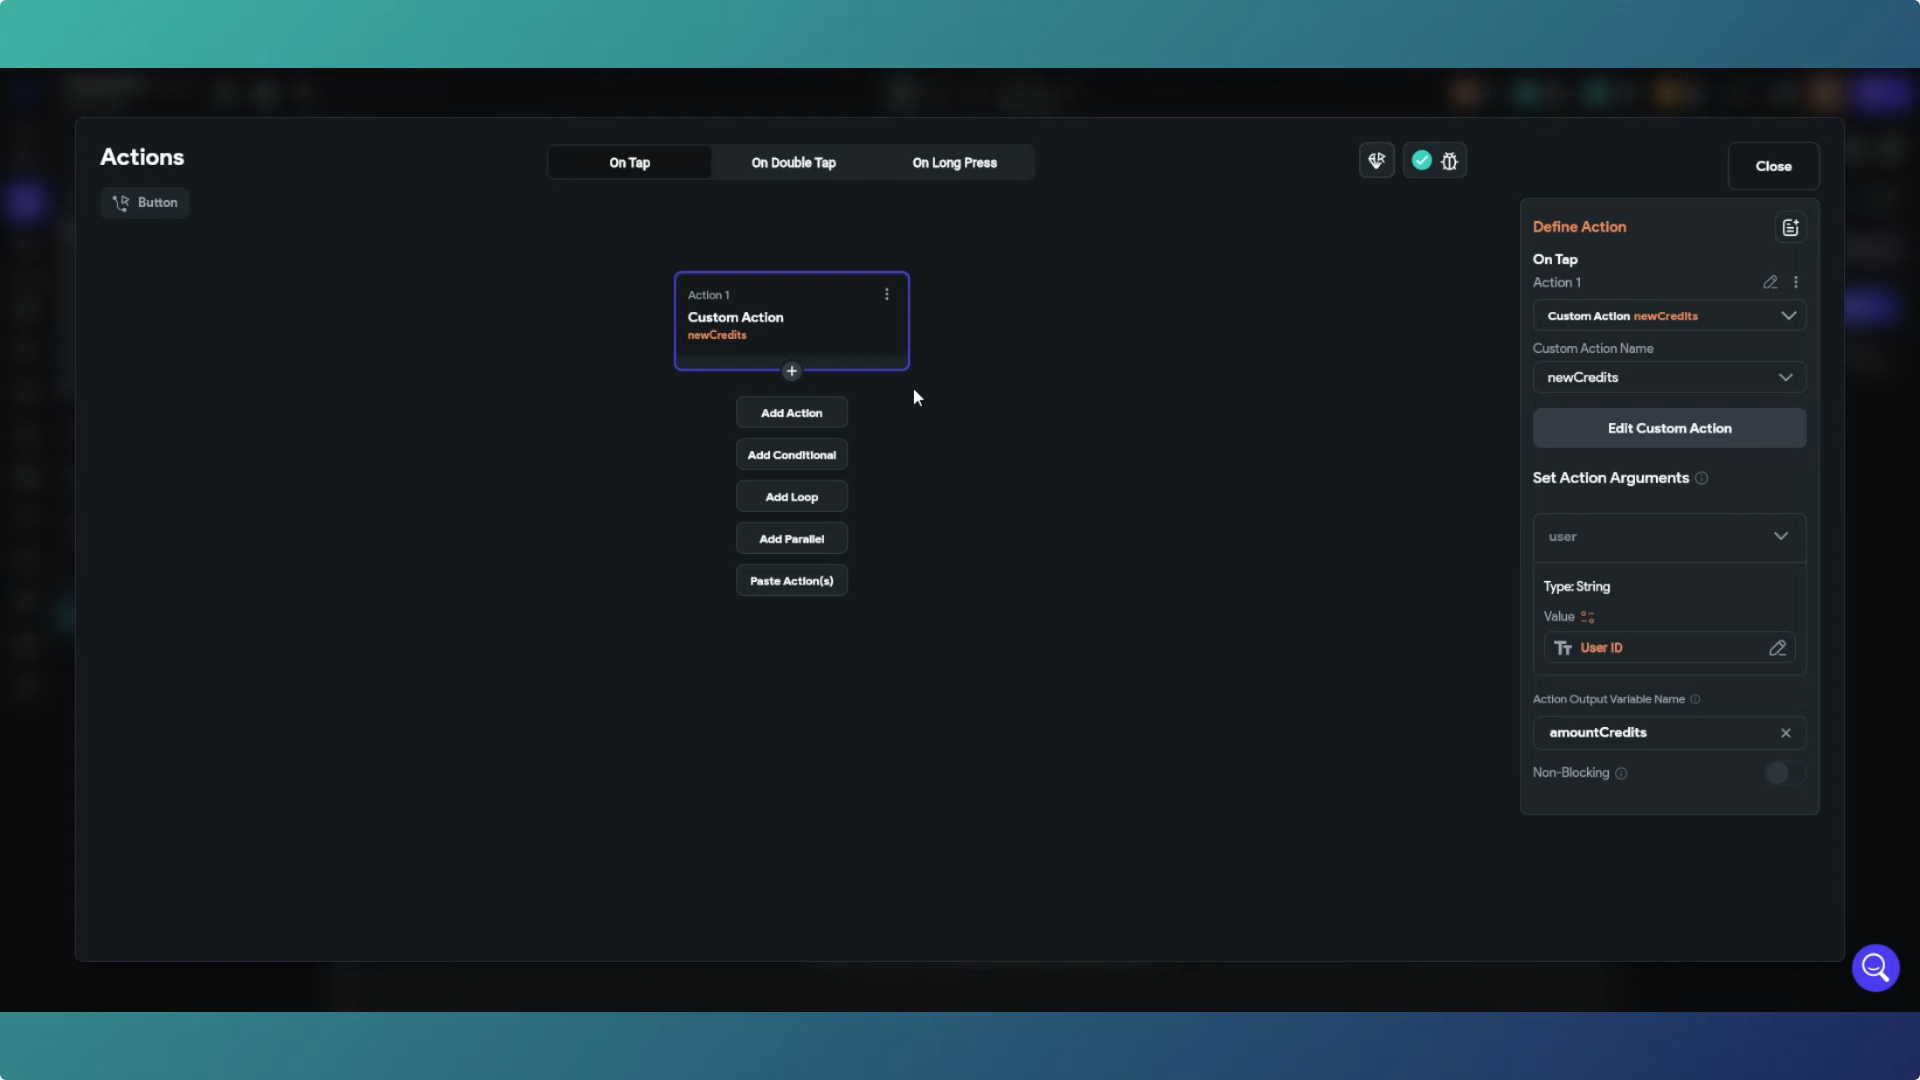 Actions
On Tap
On Double Tap
On Long Press
Close
Button
Define Action
On Tap
Action 1
Custom Action newCredits
Custom Action Name
newCredits
Edit Custom Action
Set Action Arguments
user
Type: String
Value
User ID
Action Output Variable Name
amountCredits
Non-Blocking
Action 1
Custom Action
newCredits
Add Action
Add Conditional
Add Loop
Add Parallel
Paste Action(s)